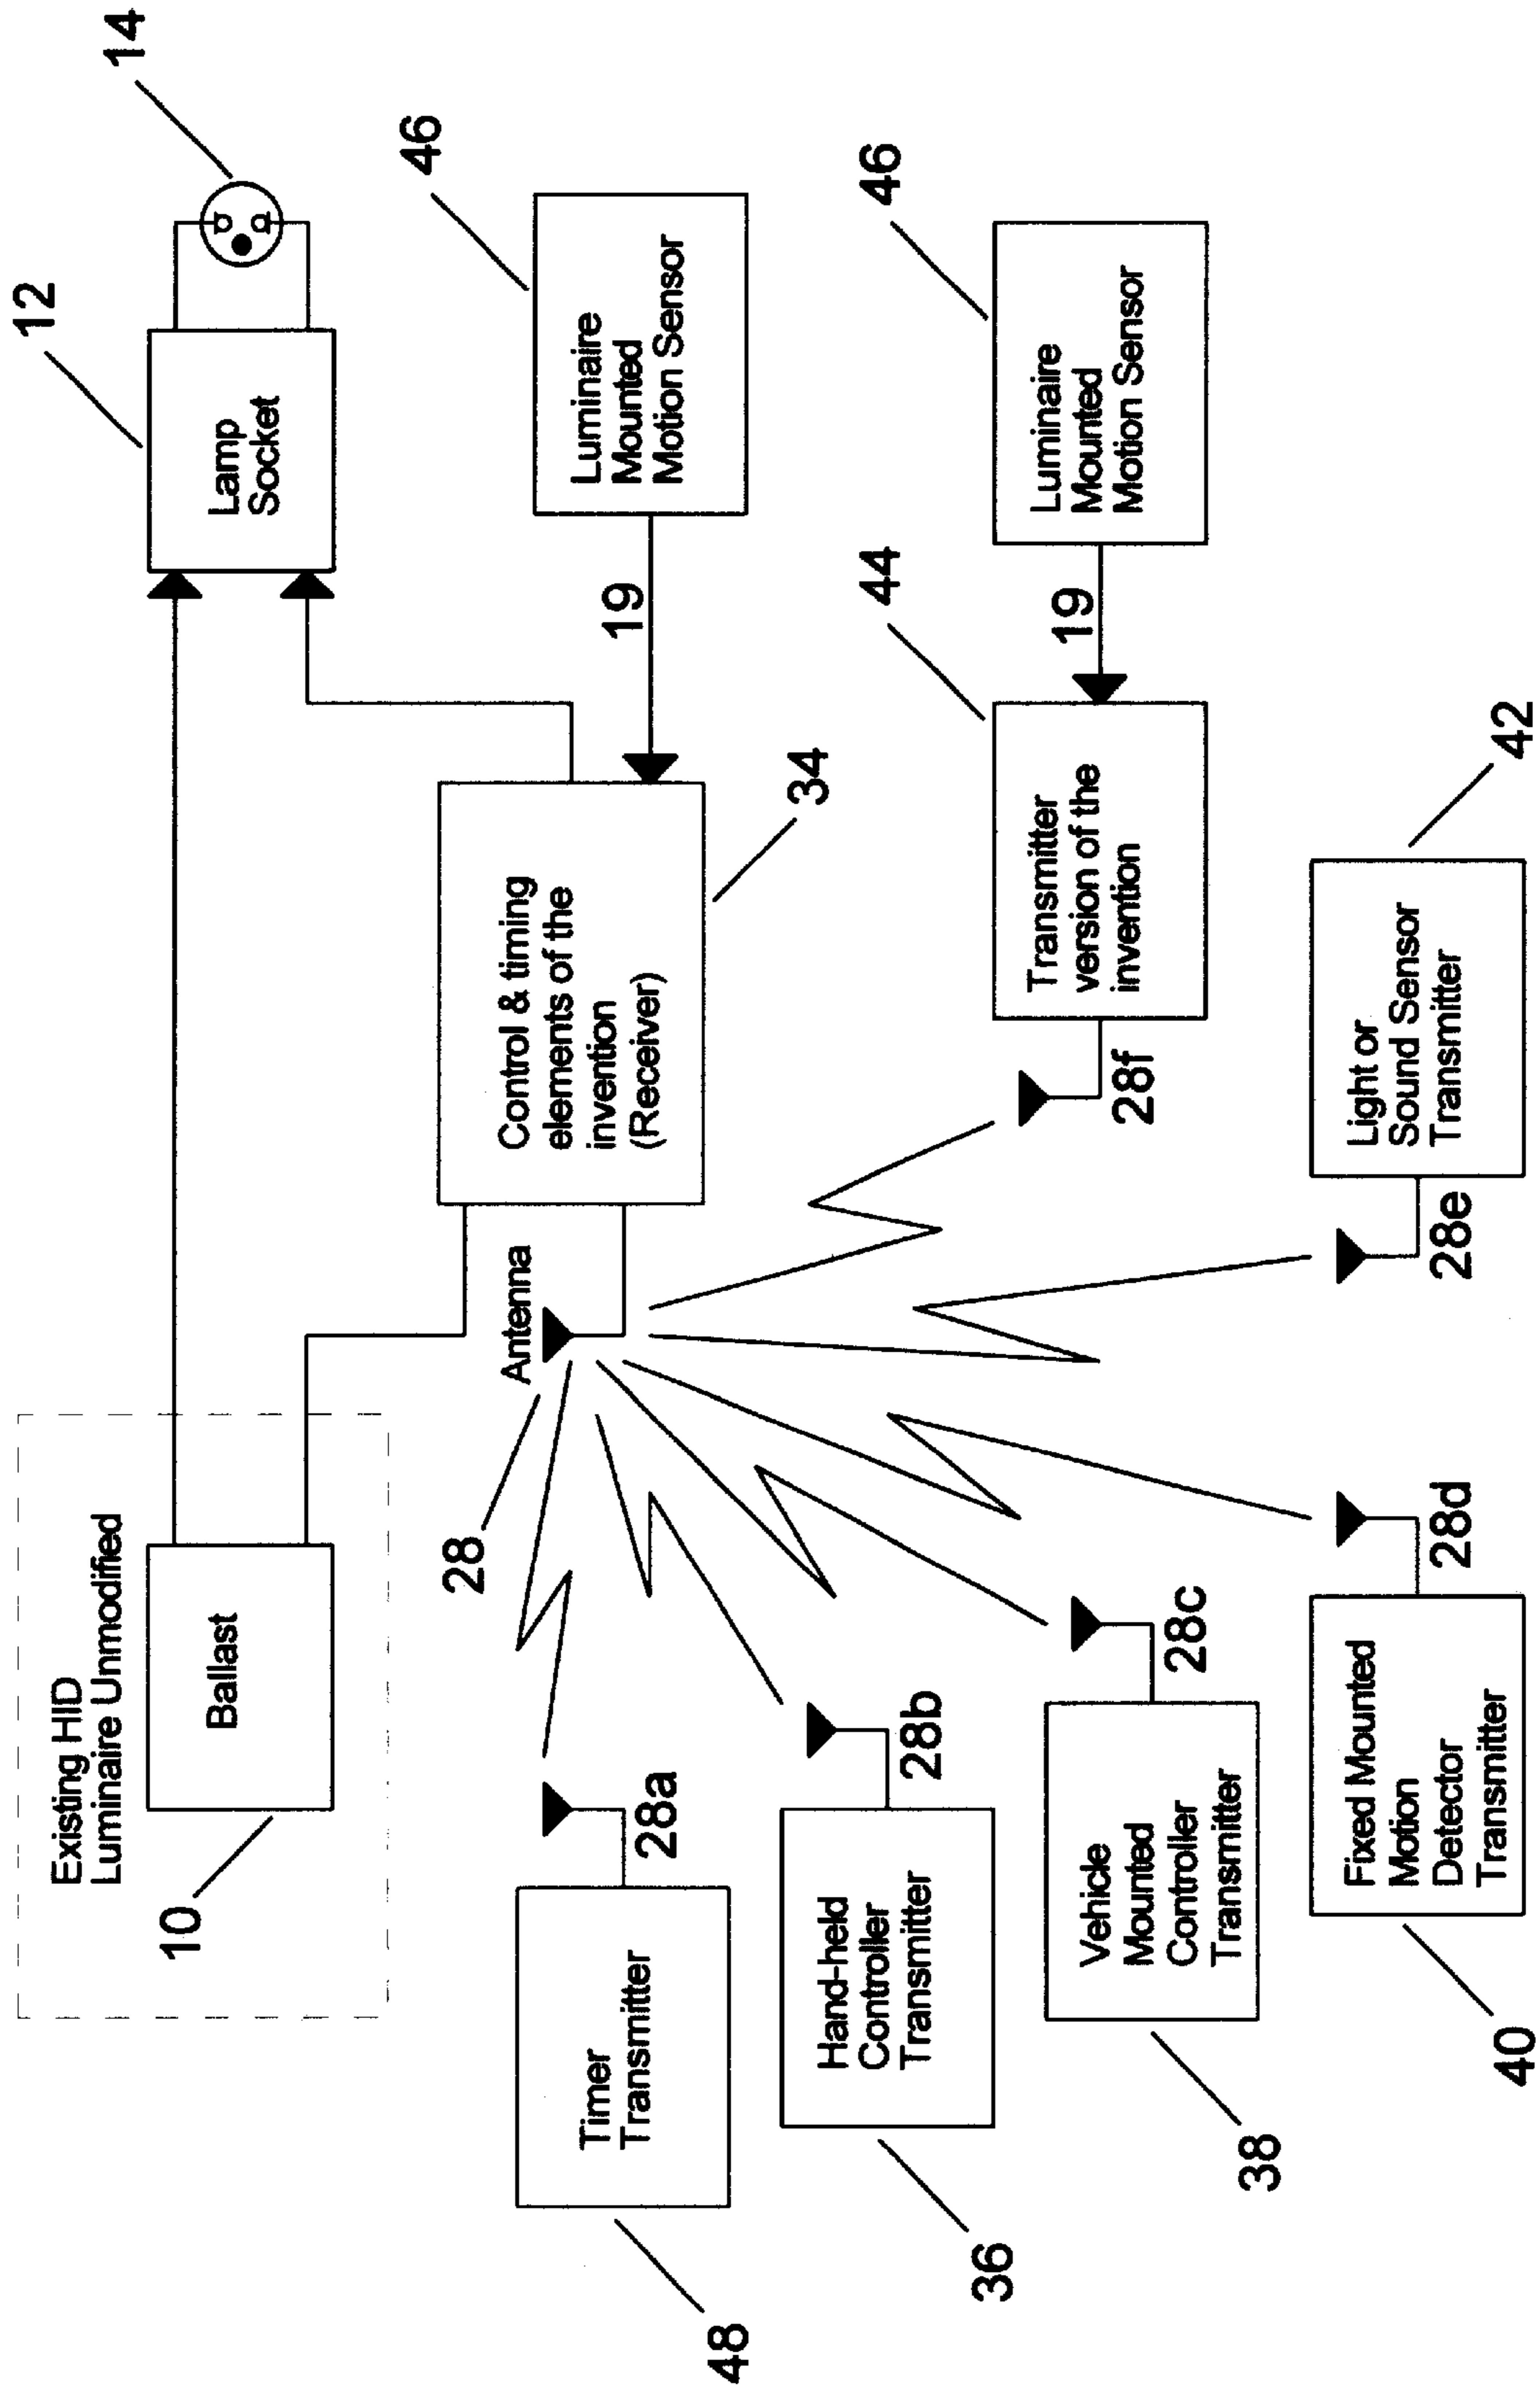 Existing HID
Luminaire Unmodified
10
Ballast
12
Lamp
Socket
14
28
Antenna
Control & timing
elements of the
invention
(Receiver)
34
19
46
Luminaire
Mounted
Motion Sensor
48
Timer
Transmitter
28a
36
Hand-held
Controller
Transmitter
28b
38
Vehicle
Mounted
Controller
Transmitter
28c
40
Fixed Mounted
Motion
Detector
Transmitter
28d
28e
Light or
Sound Sensor
Transmitter
42
28f
Transmitter
version of the
invention
44
19
46
Luminaire
Mounted
Motion Sensor